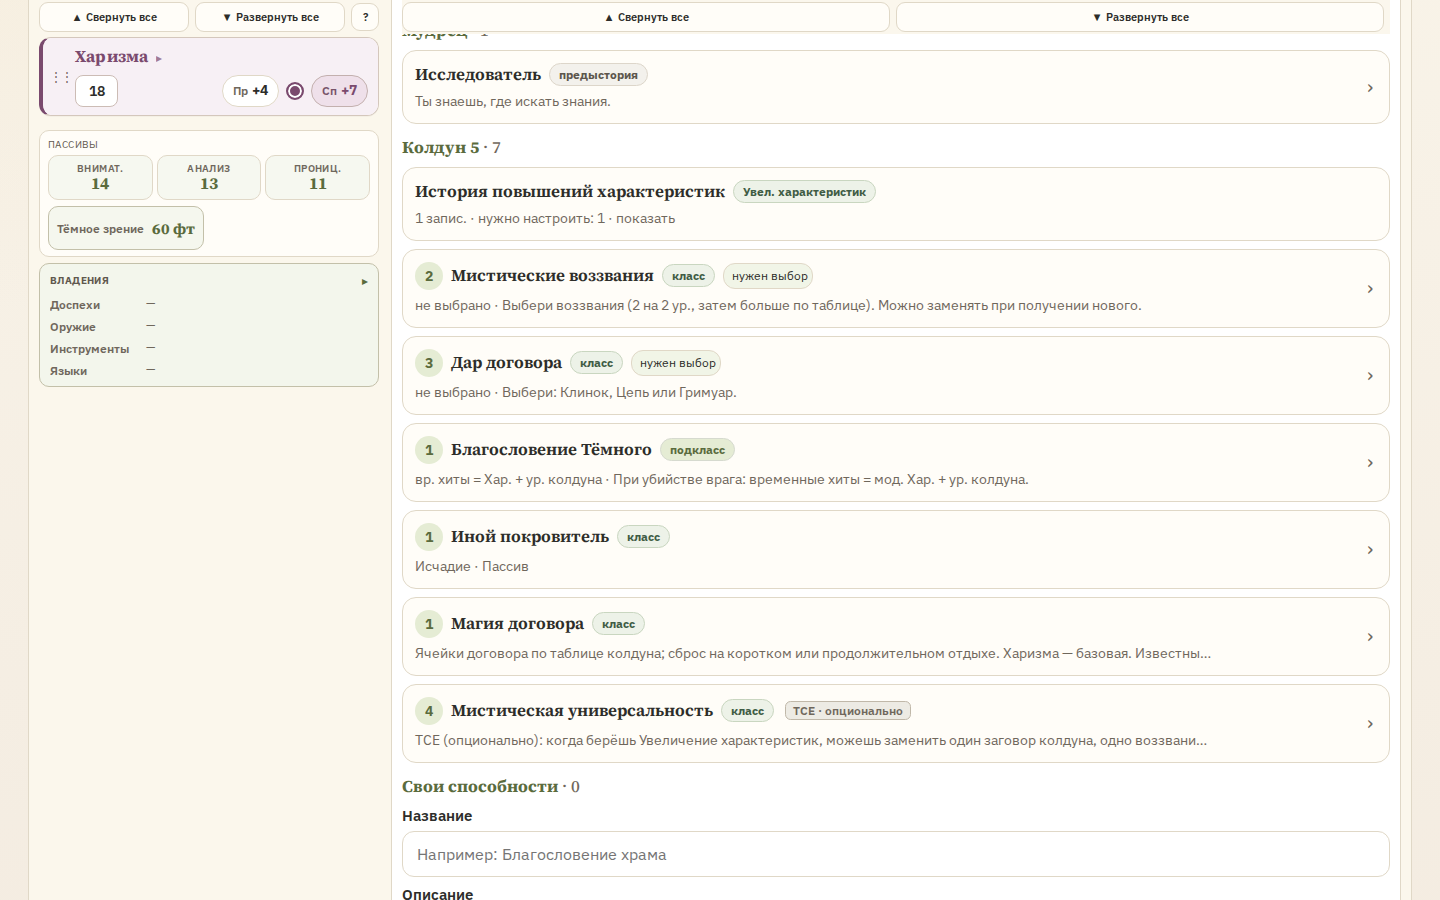 ▲ Свернуть все
▼ Развернуть все
?
Харизма ▸
18
Пр +4
Сп +7
ПАССИВЫ
ВНИМАТ.
14
АНАЛИЗ
13
ПРОНИЦ.
11
Тёмное зрение 60 фт
ВЛАДЕНИЯ ▸
Доспехи —
Оружие —
Инструменты —
Языки —
▲ Свернуть все
▼ Развернуть все
Исследователь предыстория
Ты знаешь, где искать знания.
Колдун 5 · 7
История повышений характеристик Увел. характеристик
1 запис. · нужно настроить: 1 · показать
2 Мистические воззвания класс нужен выбор
не выбрано · Выбери воззвания (2 на 2 ур., затем больше по таблице). Можно заменять при получении нового.
3 Дар договора класс нужен выбор
не выбрано · Выбери: Клинок, Цепь или Гримуар.
1 Благословение Тёмного подкласс
вр. хиты = Хар. + ур. колдуна · При убийстве врага: временные хиты = мод. Хар. + ур. колдуна.
1 Иной покровитель класс
Исчадие · Пассив
1 Магия договора класс
Ячейки договора по таблице колдуна; сброс на коротком или продолжительном отдыхе. Харизма — базовая. Известны...
4 Мистическая универсальность класс TCE · опционально
TCE (опционально): когда берёшь Увеличение характеристик, можешь заменить один заговор колдуна, одно воззвани...
Свои способности · 0
Название
Например: Благословение храма
Описание